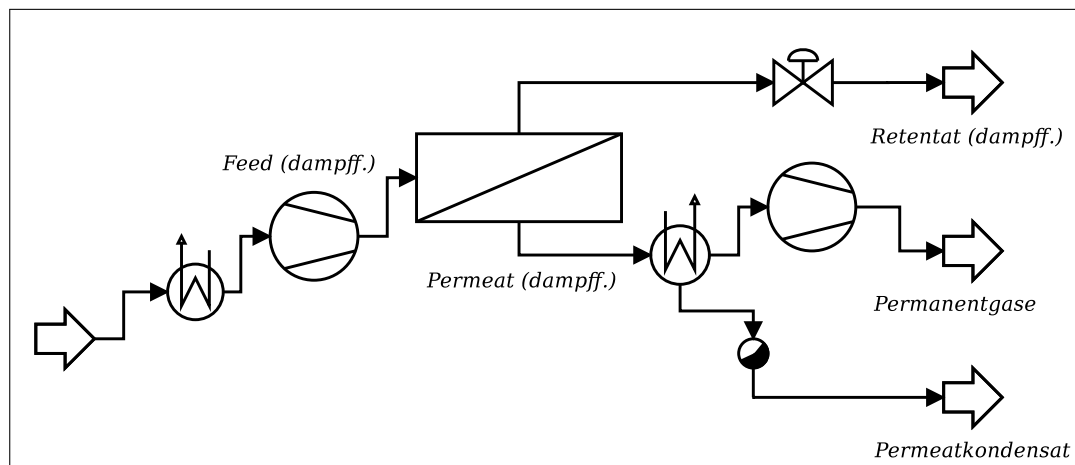 Retentat (dampff.)
Feed (dampff.)
Permeat (dampff.)
Permanentgase
Permeatkondensat